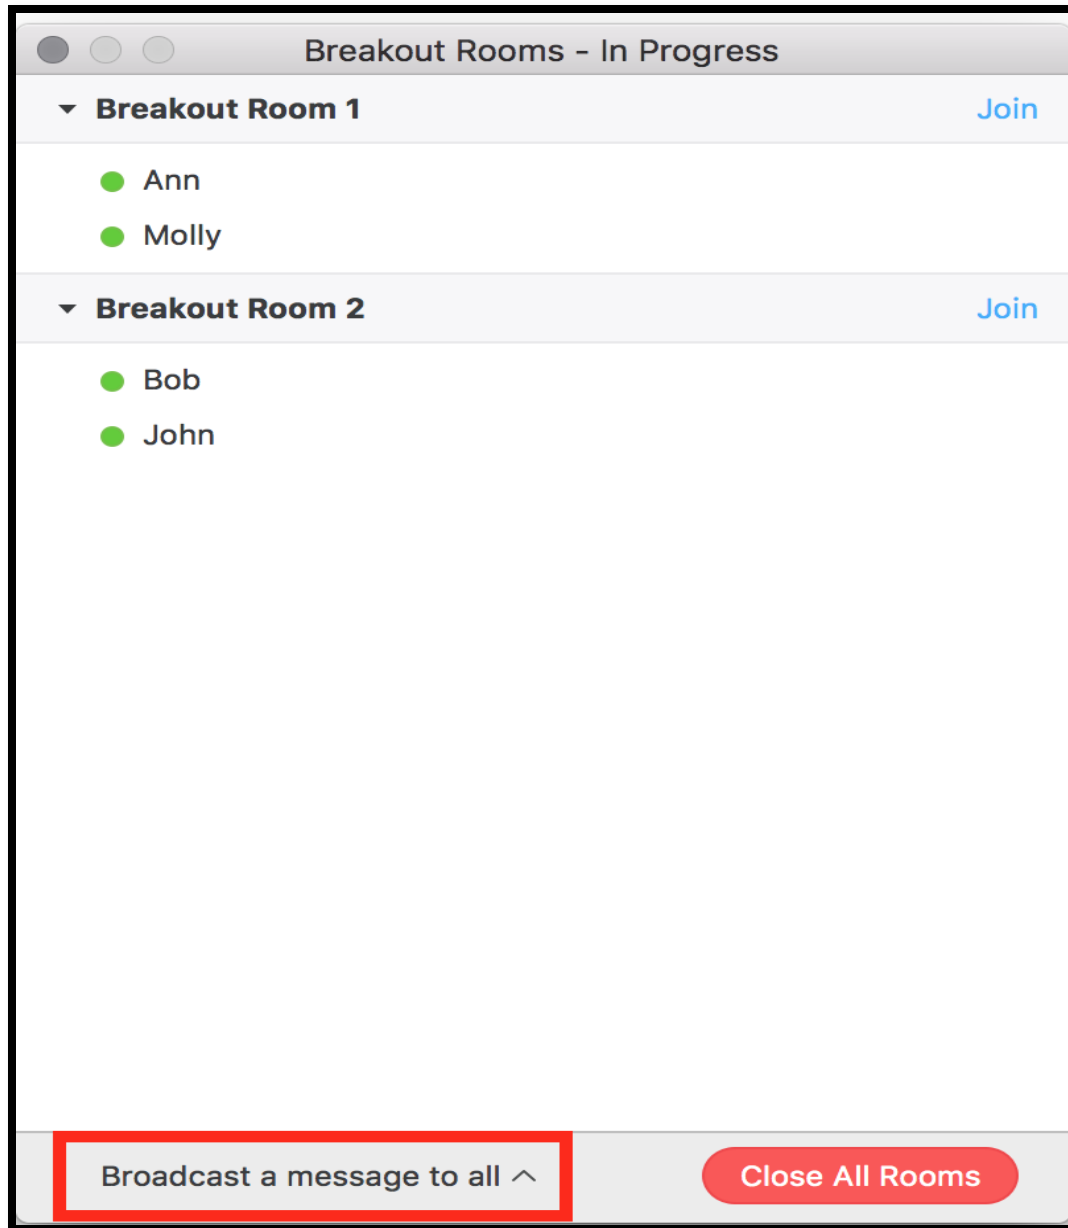 Breakout Rooms - In Progress
Breakout Room 1 Join
Ann
Molly
Breakout Room 2 Join
Bob
John
Broadcast a message to all Close All Rooms